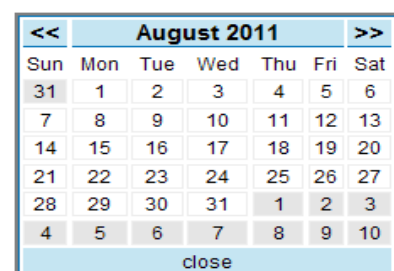 << August 2011 >>
Sun Mon Tue Wed Thu Fri Sat
31 1 2 3 4 5 6
7 8 9 10 11 12 13
14 15 16 17 18 19 20
21 22 23 24 25 26 27
28 29 30 31 1 2 3
4 5 6 7 8 9 10
close